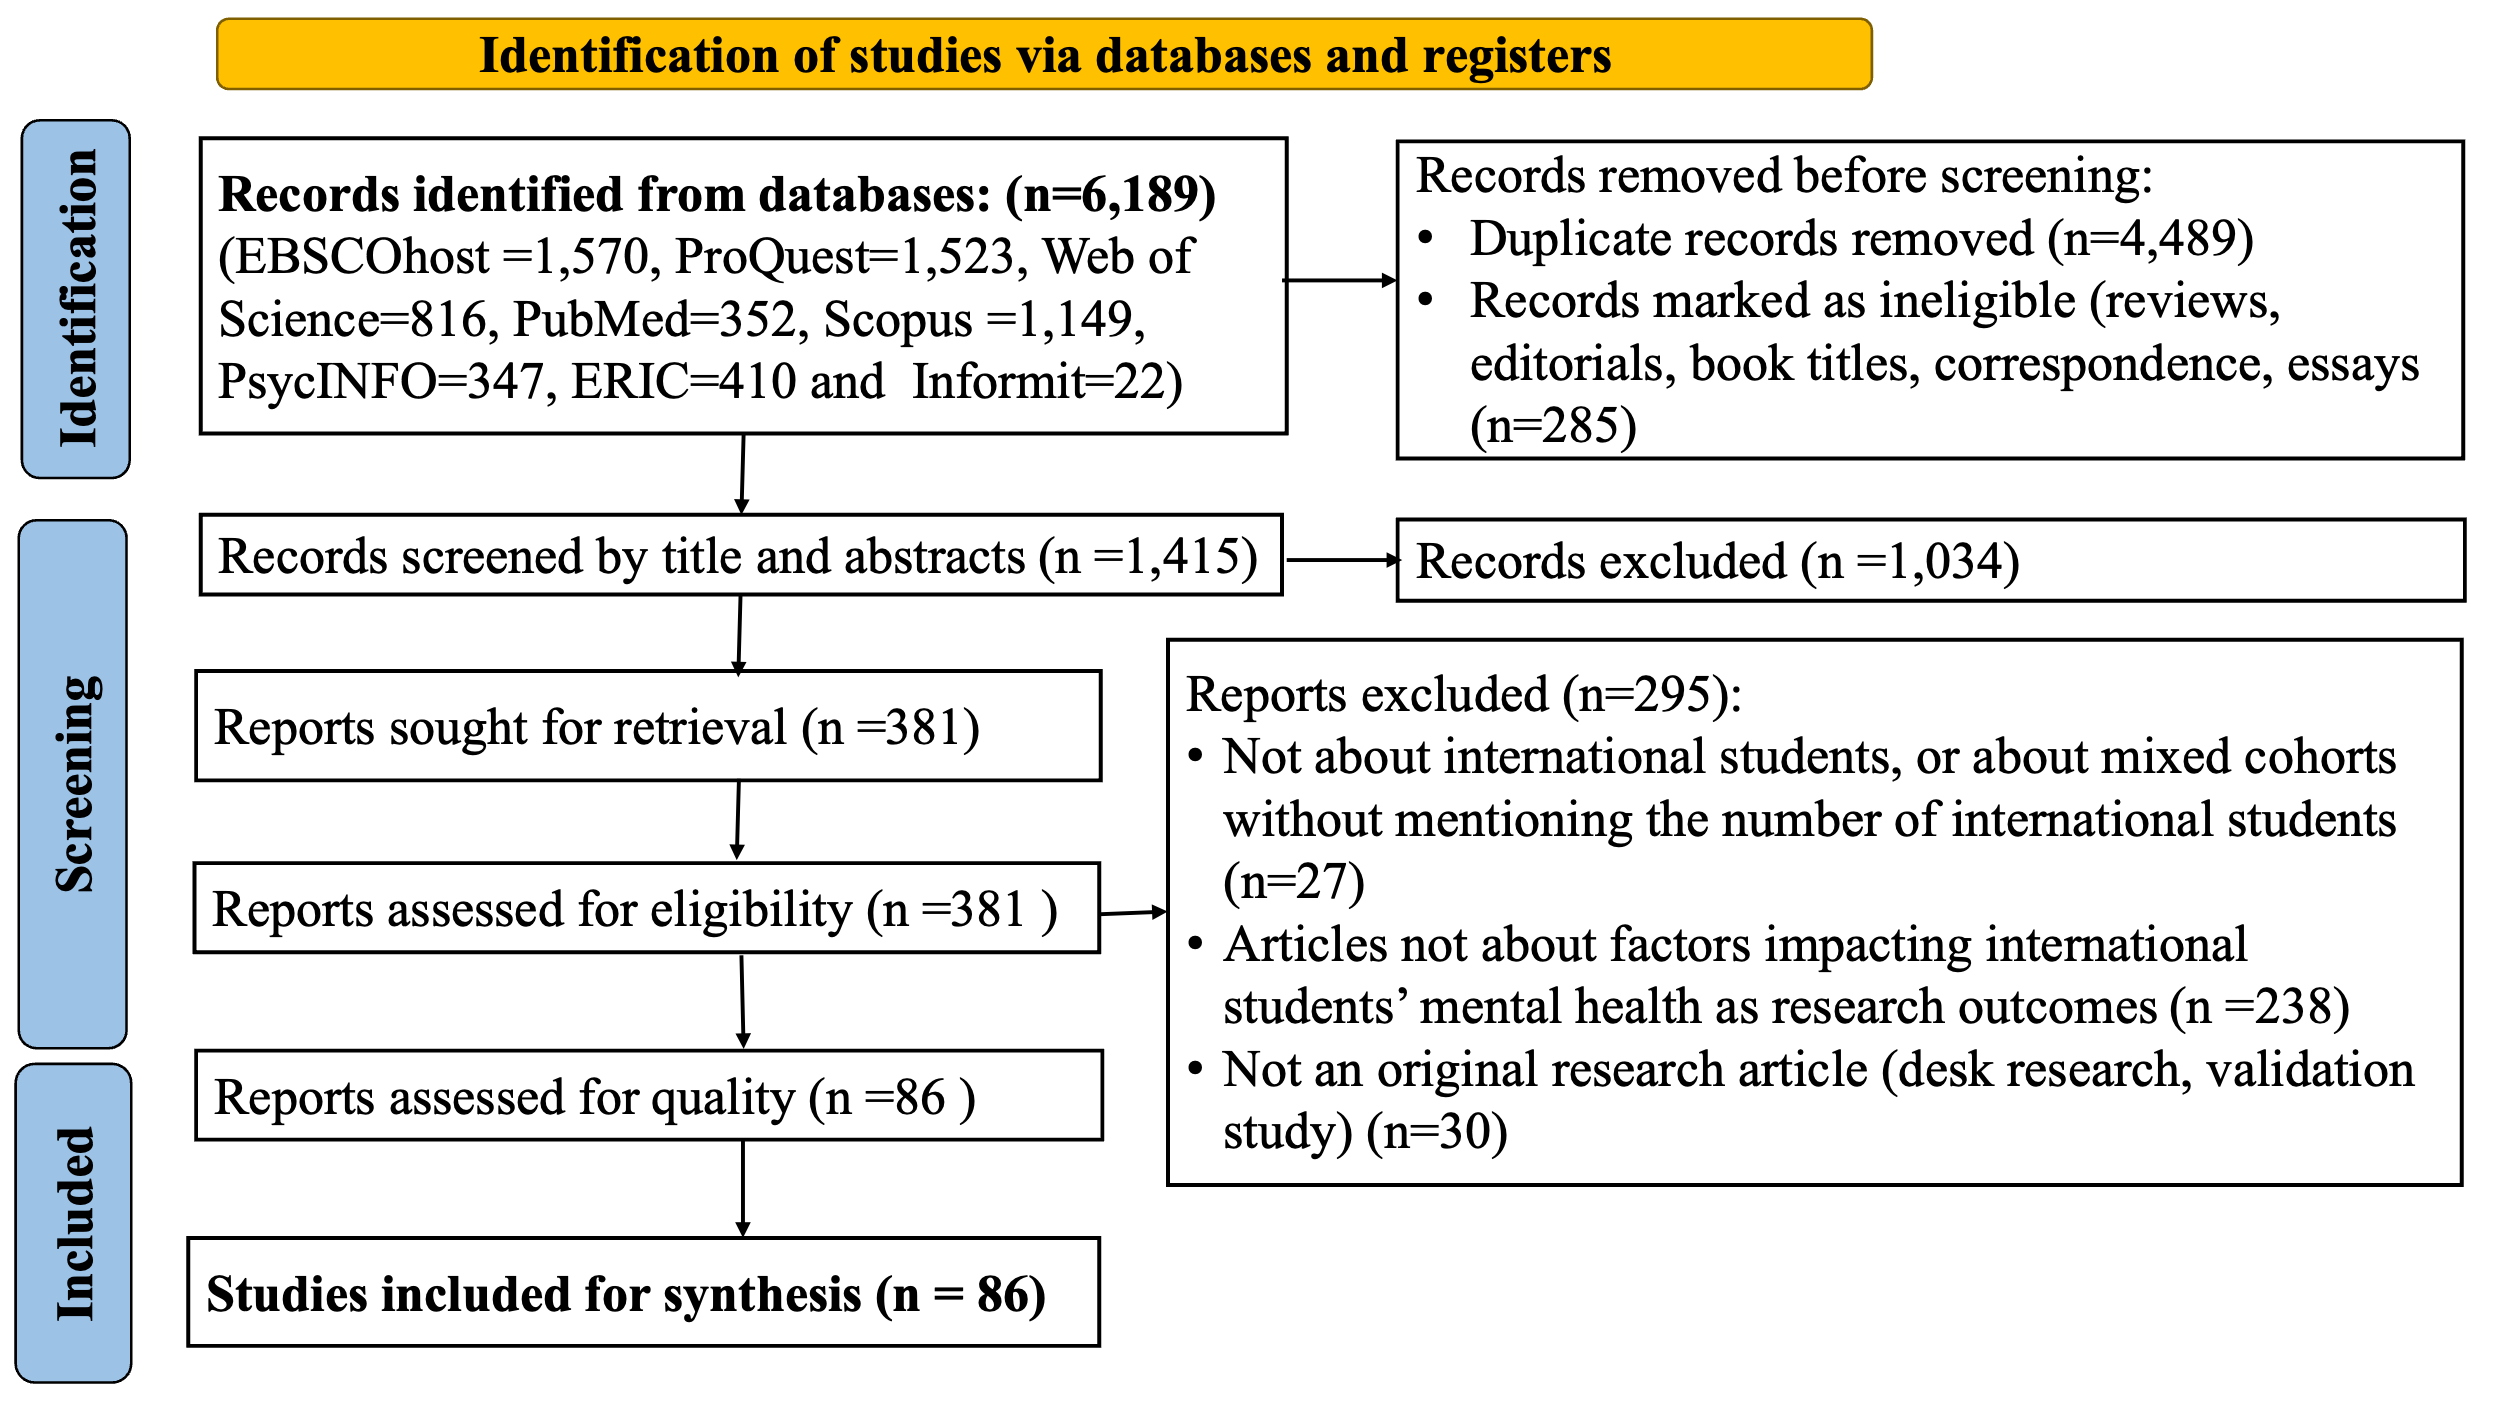 Identification of studies via databases and registers
Identification
Records identified from databases: (n=6,189)
(EBSCOhost =1,570, ProQuest=1,523, Web of
Science=816, PubMed=352, Scopus =1,149,
PsycINFO=347, ERIC=410 and  Informit=22)
Records removed before screening:
• Duplicate records removed (n=4,489)
• Records marked as ineligible (reviews,
editorials, book titles, correspondence, essays
(n=285)
Screening
Records screened by title and abstracts (n =1,415)
Records excluded (n =1,034)
Reports sought for retrieval (n =381)
Reports assessed for eligibility (n =381 )
Reports excluded (n=295):
• Not about international students, or about mixed cohorts
without mentioning the number of international students
(n=27)
• Articles not about factors impacting international
students’ mental health as research outcomes (n =238)
• Not an original research article (desk research, validation
study) (n=30)
Included
Reports assessed for quality (n =86 )
Studies included for synthesis (n = 86)